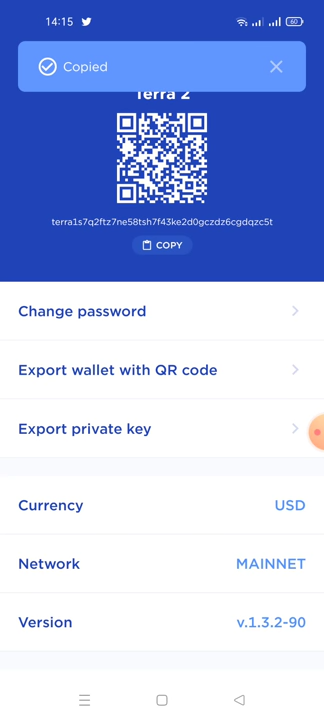 14:15
60
Copied
Terra 2
terra1s7q2ftz7ne58tsh7f43ke2d0gczdz6cgdqzc5t
COPY
Change password
Export wallet with QR code
Export private key
Currency USD
Network MAINNET
Version v.1.3.2-90